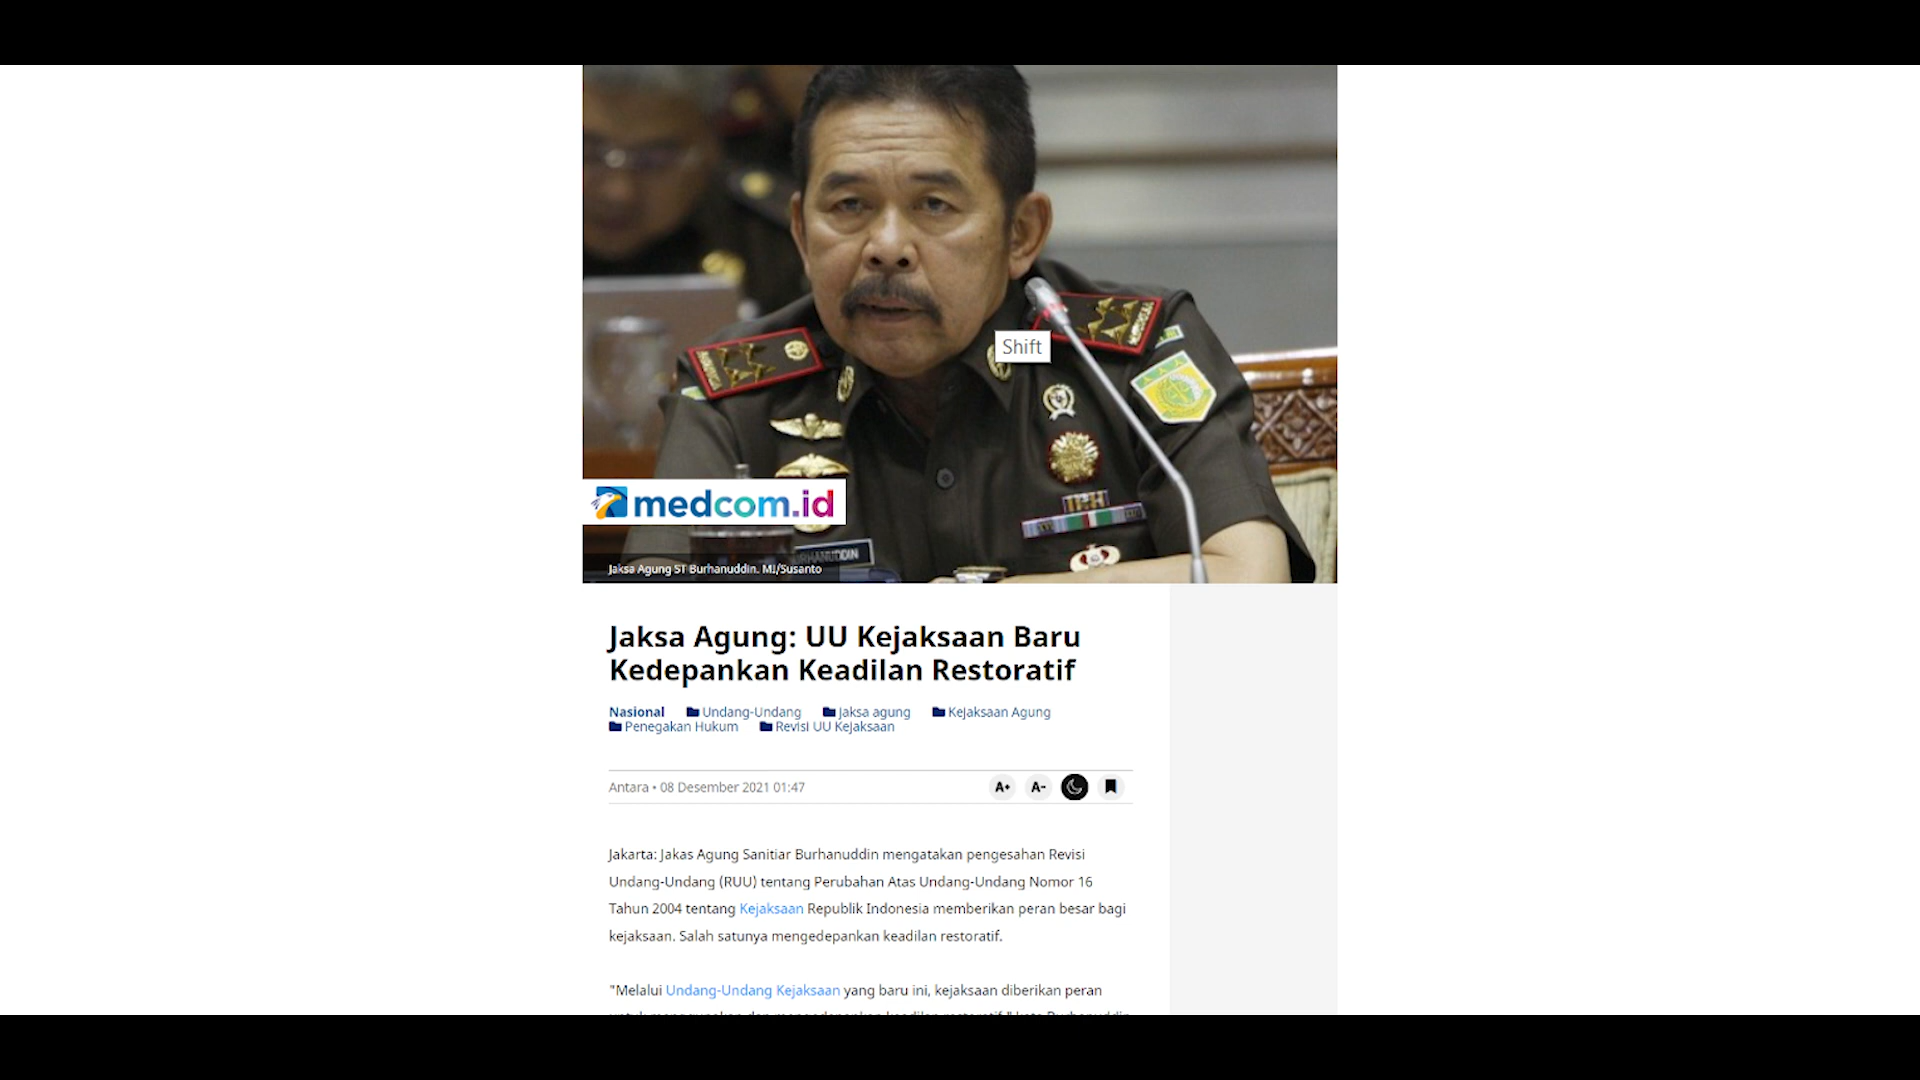 Shift
medcom.id
BURHANUDDIN
Jaksa Agung ST Burhanuddin. MI/Susanto
Jaksa Agung: UU Kejaksaan Baru
Kedepankan Keadilan Restoratif
Nasional Undang-Undang Jaksa agung Kejaksaan Agung
Penegakan Hukum Revisi UU Kejaksaan
Antara • 08 Desember 2021 01:47 A+ A-
Jakarta: Jakas Agung Sanitiar Burhanuddin mengatakan pengesahan Revisi
Undang-Undang (RUU) tentang Perubahan Atas Undang-Undang Nomor 16
Tahun 2004 tentang Kejaksaan Republik Indonesia memberikan peran besar bagi
kejaksaan. Salah satunya mengedepankan keadilan restoratif.
"Melalui Undang-Undang Kejaksaan yang baru ini, kejaksaan diberikan peran